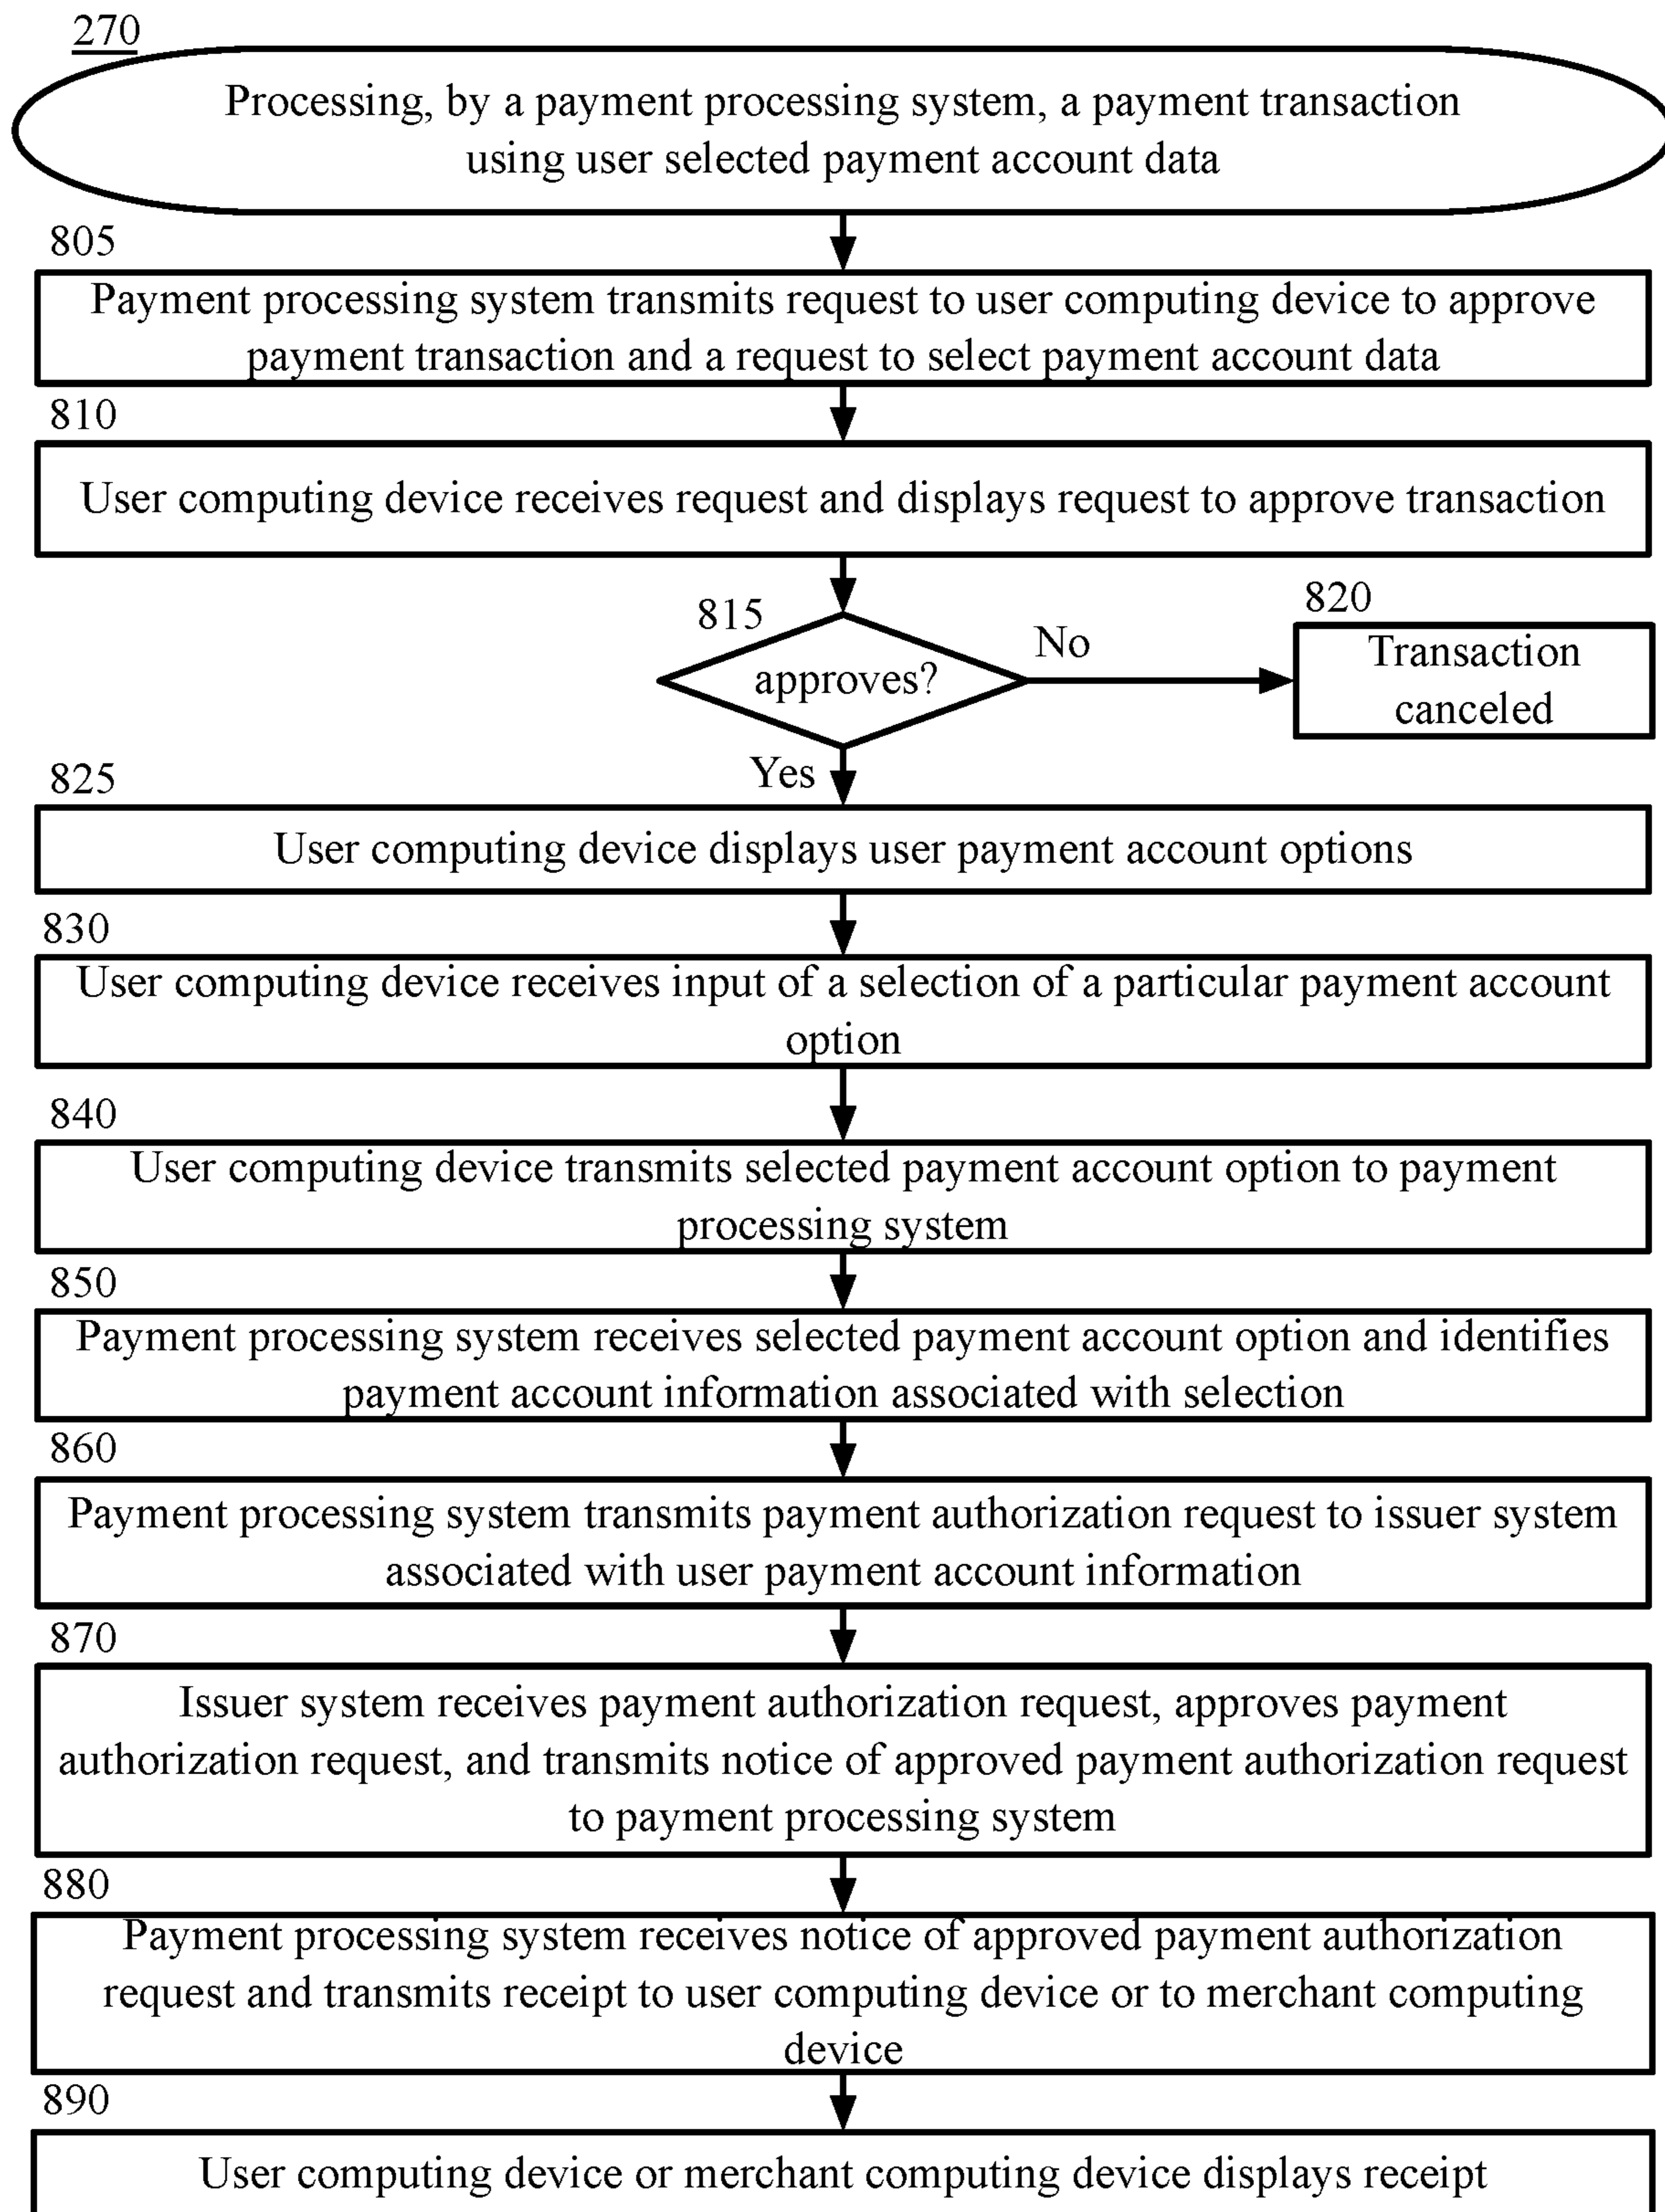 270
Processing, by a payment processing system, a payment transaction
using user selected payment account data
805
Payment processing system transmits request to user computing device to approve
payment transaction and a request to select payment account data
810
User computing device receives request and displays request to approve transaction
815
approves?
No
820
Transaction
canceled
Yes
825
User computing device displays user payment account options
830
User computing device receives input of a selection of a particular payment account
option
840
User computing device transmits selected payment account option to payment
processing system
850
Payment processing system receives selected payment account option and identifies
payment account information associated with selection
860
Payment processing system transmits payment authorization request to issuer system
associated with user payment account information
870
Issuer system receives payment authorization request, approves payment
authorization request, and transmits notice of approved payment authorization request
to payment processing system
880
Payment processing system receives notice of approved payment authorization
request and transmits receipt to user computing device or to merchant computing
device
890
User computing device or merchant computing device displays receipt